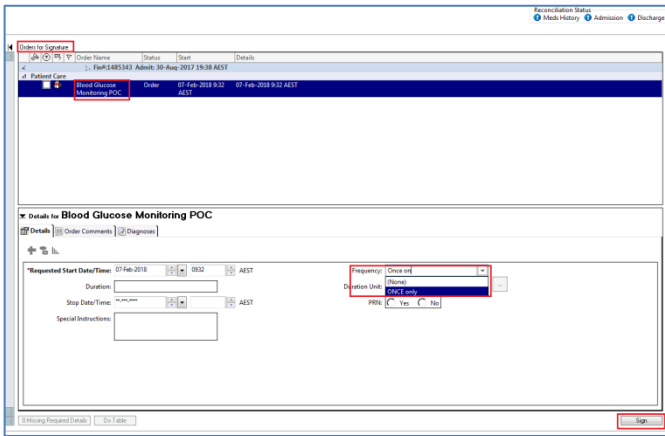 Reconciliation Status
Meds History Admission Discharge
Orders for Signature
Order Name Status Start Details
Fin#:1485343 Admit: 30-Aug-2017 19:38 AEST
Patient Care
Blood Glucose Monitoring POC Order 07-Feb-2018 9:32 AEST 07-Feb-2018 9:32 AEST
Details for Blood Glucose Monitoring POC
Details Order Comments Diagnoses
*Requested Start Date/Time: 07-Feb-2018 0932 AEST Frequency: Once on
(None)
Duration: Duration Unit: ...
ONCE only
Stop Date/Time: **-***-**** AEST PRN: Yes No
Special Instructions:
0 Missing Required Details Dx Table Sign